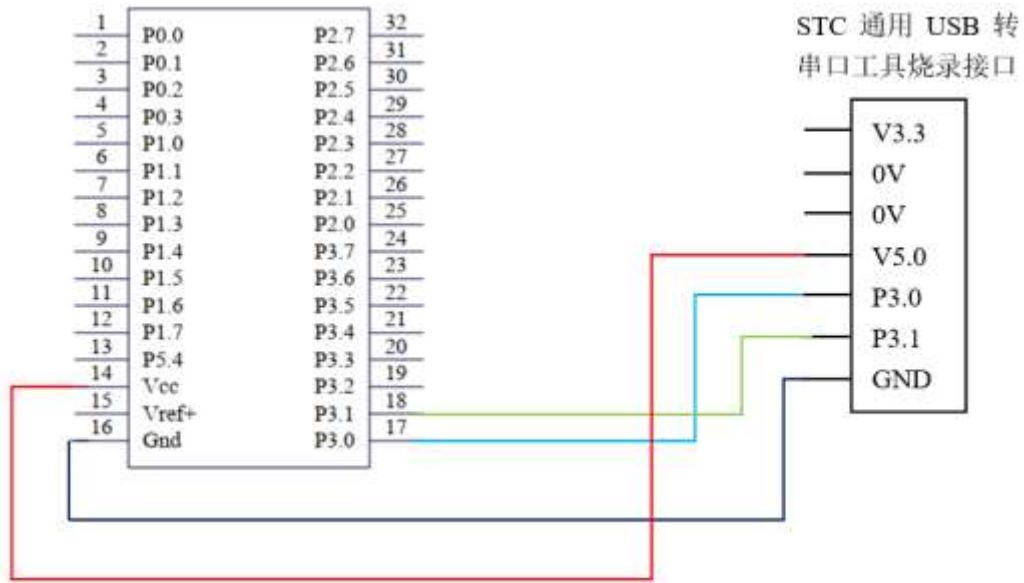 1 P0.0 P2.7 32
2 P0.1 P2.6 31
3 P0.2 P2.5 30
4 P0.3 P2.4 29
5 P1.0 P2.3 28
6 P1.1 P2.2 27
7 P1.2 P2.1 26
8 P1.3 P2.0 25
9 P1.4 P3.7 24
10 P1.5 P3.6 23
11 P1.6 P3.5 22
12 P1.7 P3.4 21
13 P5.4 P3.3 20
14 Vcc P3.2 19
15 Vref+ P3.1 18
16 Gnd P3.0 17
STC 通用 USB 转
串口工具烧录接口
V3.3
0V
0V
V5.0
P3.0
P3.1
GND